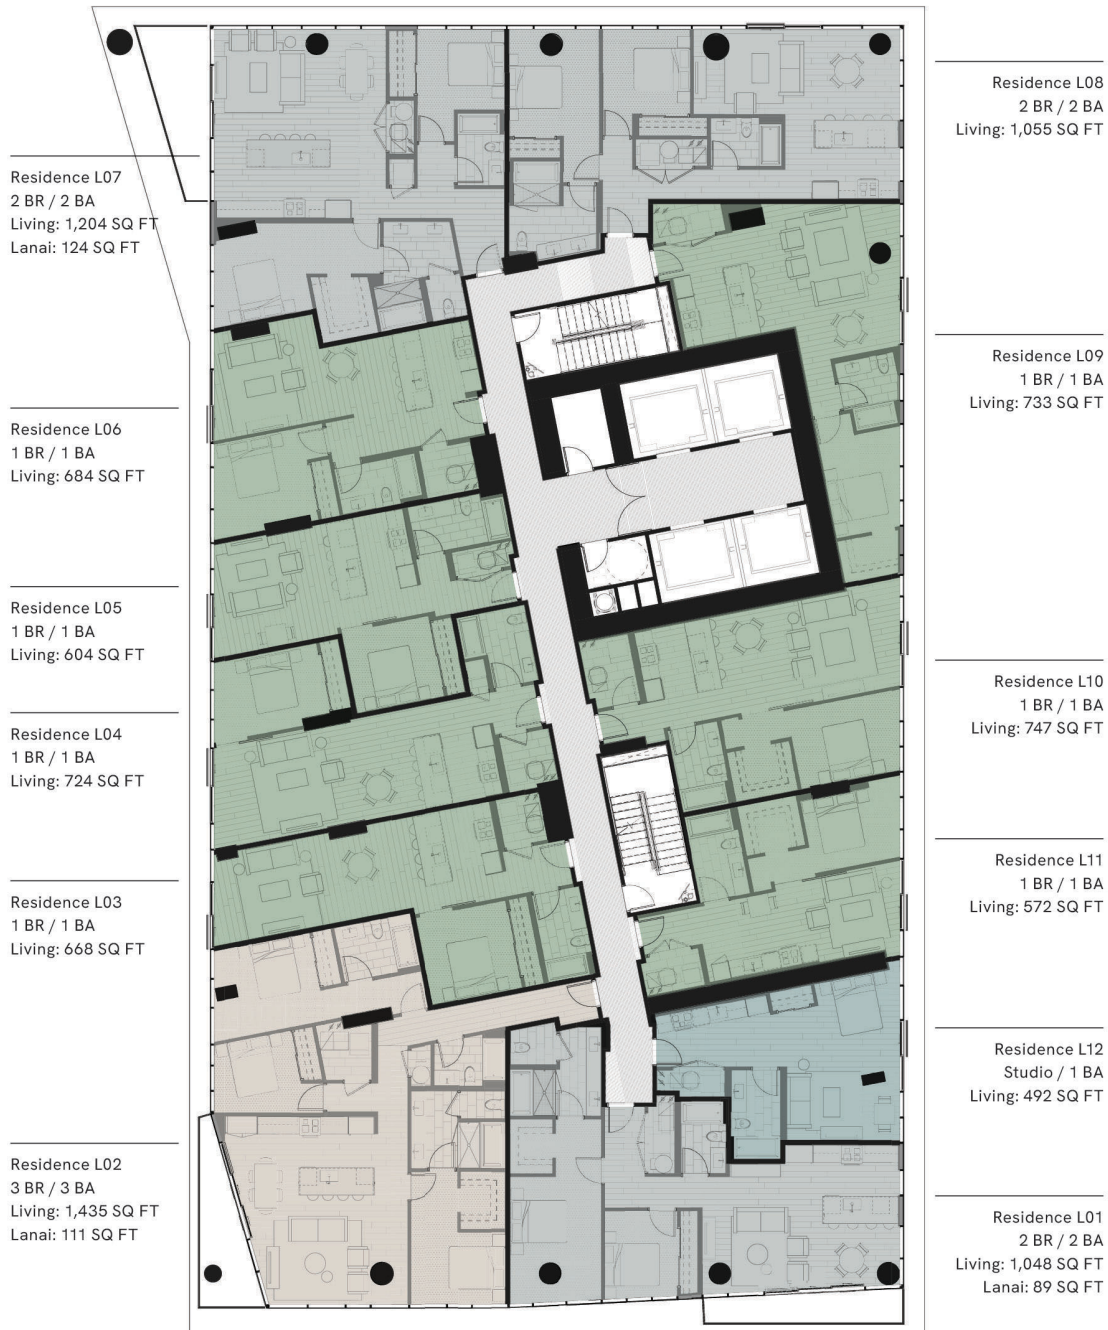 Residence L07
2 BR / 2 BA
Living: 1,204 SQ FT
Lanai: 124 SQ FT
Residence L06
1 BR / 1 BA
Living: 684 SQ FT
Residence L05
1 BR / 1 BA
Living: 604 SQ FT
Residence L04
1 BR / 1 BA
Living: 724 SQ FT
Residence L03
1 BR / 1 BA
Living: 668 SQ FT
Residence L02
3 BR / 3 BA
Living: 1,435 SQ FT
Lanai: 111 SQ FT
Residence L08
2 BR / 2 BA
Living: 1,055 SQ FT
Residence L09
1 BR / 1 BA
Living: 733 SQ FT
Residence L10
1 BR / 1 BA
Living: 747 SQ FT
Residence L11
1 BR / 1 BA
Living: 572 SQ FT
Residence L12
Studio / 1 BA
Living: 492 SQ FT
Residence L01
2 BR / 2 BA
Living: 1,048 SQ FT
Lanai: 89 SQ FT